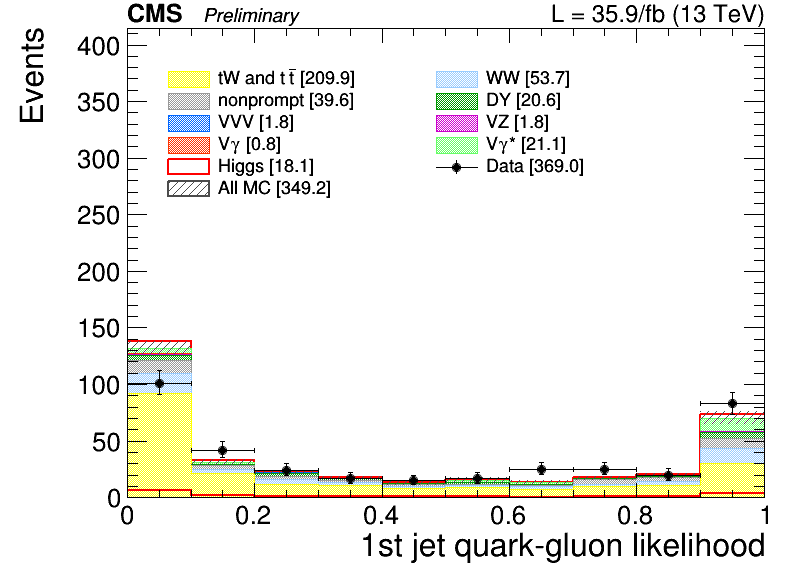 CMS Preliminary L = 35.9/fb (13 TeV)
Events
400
350
300
250
200
150
100
50
0
tW and t t̅ [209.9] WW [53.7]
nonprompt [39.6] DY [20.6]
VVV [1.8] VZ [1.8]
Vγ [0.8] Vγ* [21.1]
Higgs [18.1] Data [369.0]
All MC [349.2]
0 0.2 0.4 0.6 0.8 1
1st jet quark-gluon likelihood